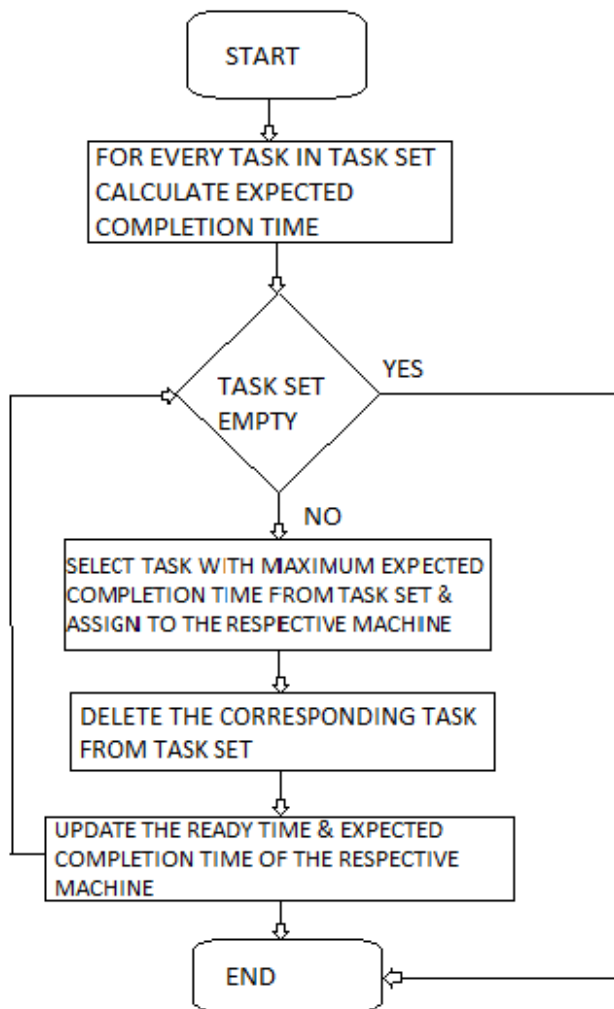 START
FOR EVERY TASK IN TASK SET
CALCULATE EXPECTED
COMPLETION TIME
YES
TASK SET
EMPTY
NO
SELECT TASK WITH MAXIMUM EXPECTED
COMPLETION TIME FROM TASK SET &
ASSIGN TO THE RESPECTIVE MACHINE
DELETE THE CORRESPONDING TASK
FROM TASK SET
UPDATE THE READY TIME & EXPECTED
COMPLETION TIME OF THE RESPECTIVE
MACHINE
END